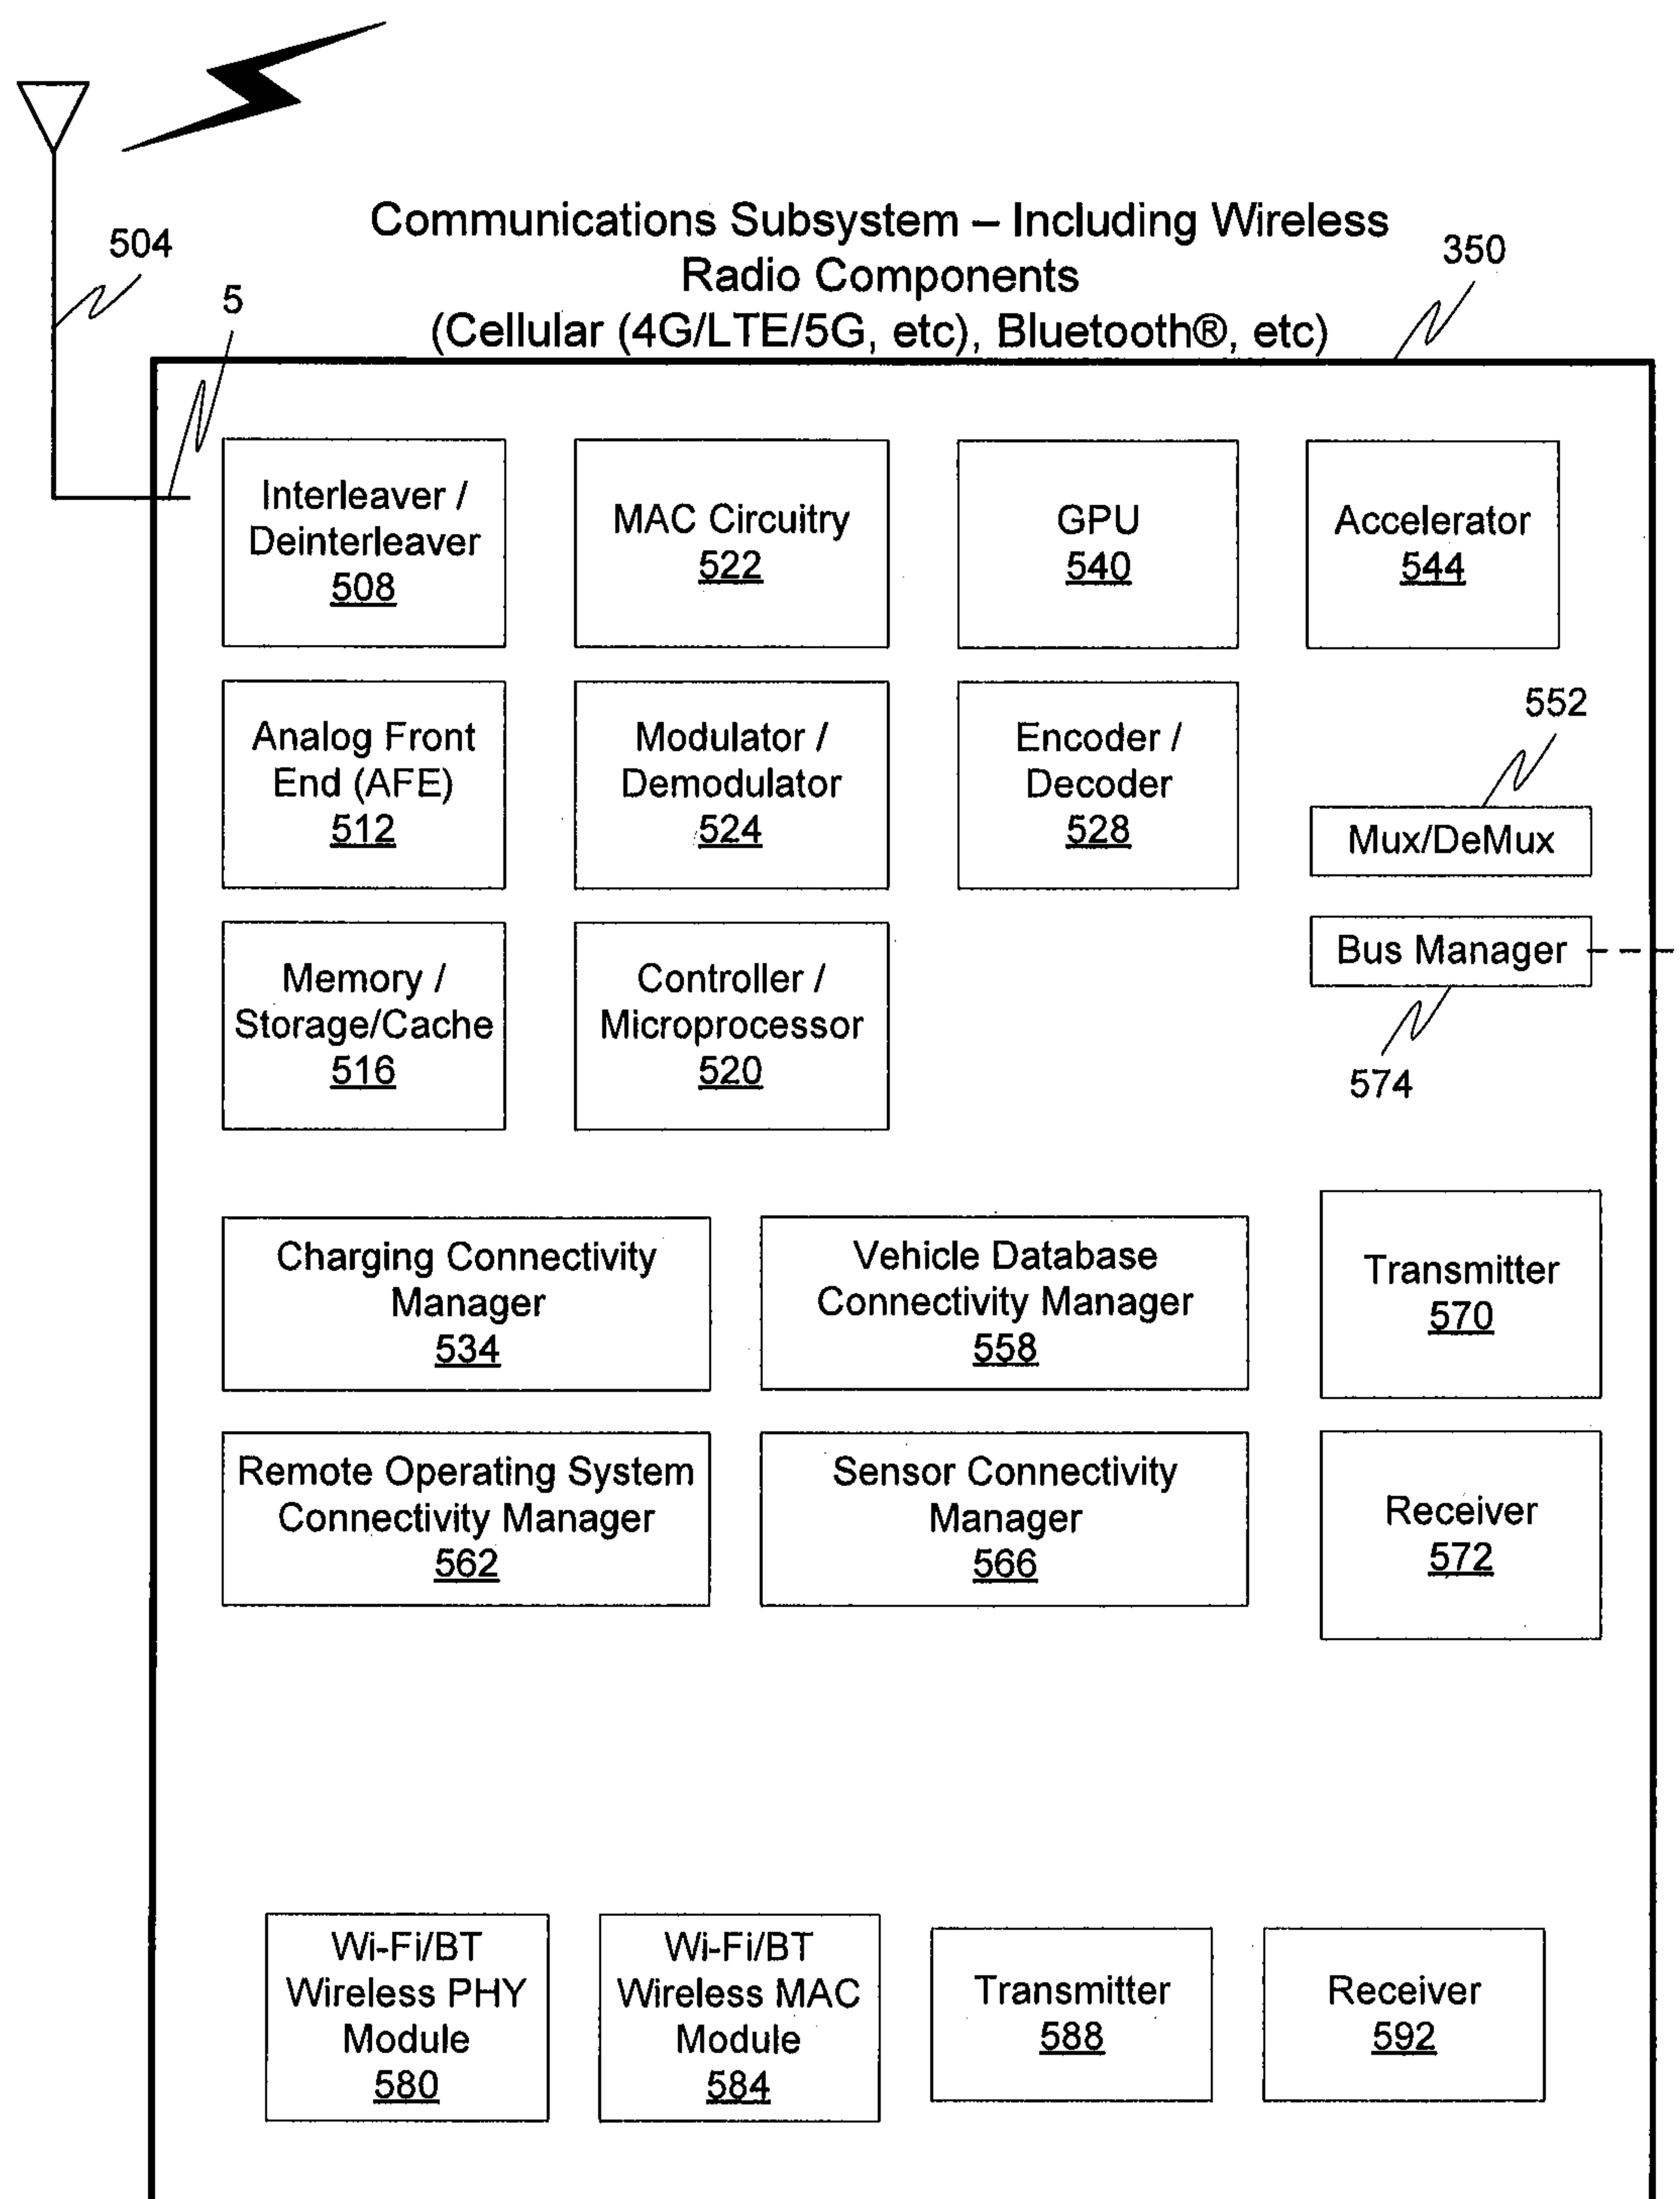 Communications Subsystem – Including Wireless
Radio Components
(Cellular (4G/LTE/5G, etc), Bluetooth®, etc)
504
5
350
Interleaver /
Deinterleaver
508
MAC Circuitry
522
GPU
540
Accelerator
544
Analog Front
End (AFE)
512
Modulator /
Demodulator
524
Encoder /
Decoder
528
552
Mux/DeMux
Memory /
Storage/Cache
516
Controller /
Microprocessor
520
Bus Manager
574
Charging Connectivity
Manager
534
Vehicle Database
Connectivity Manager
558
Transmitter
570
Remote Operating System
Connectivity Manager
562
Sensor Connectivity
Manager
566
Receiver
572
Wi-Fi/BT
Wireless PHY
Module
580
Wi-Fi/BT
Wireless MAC
Module
584
Transmitter
588
Receiver
592